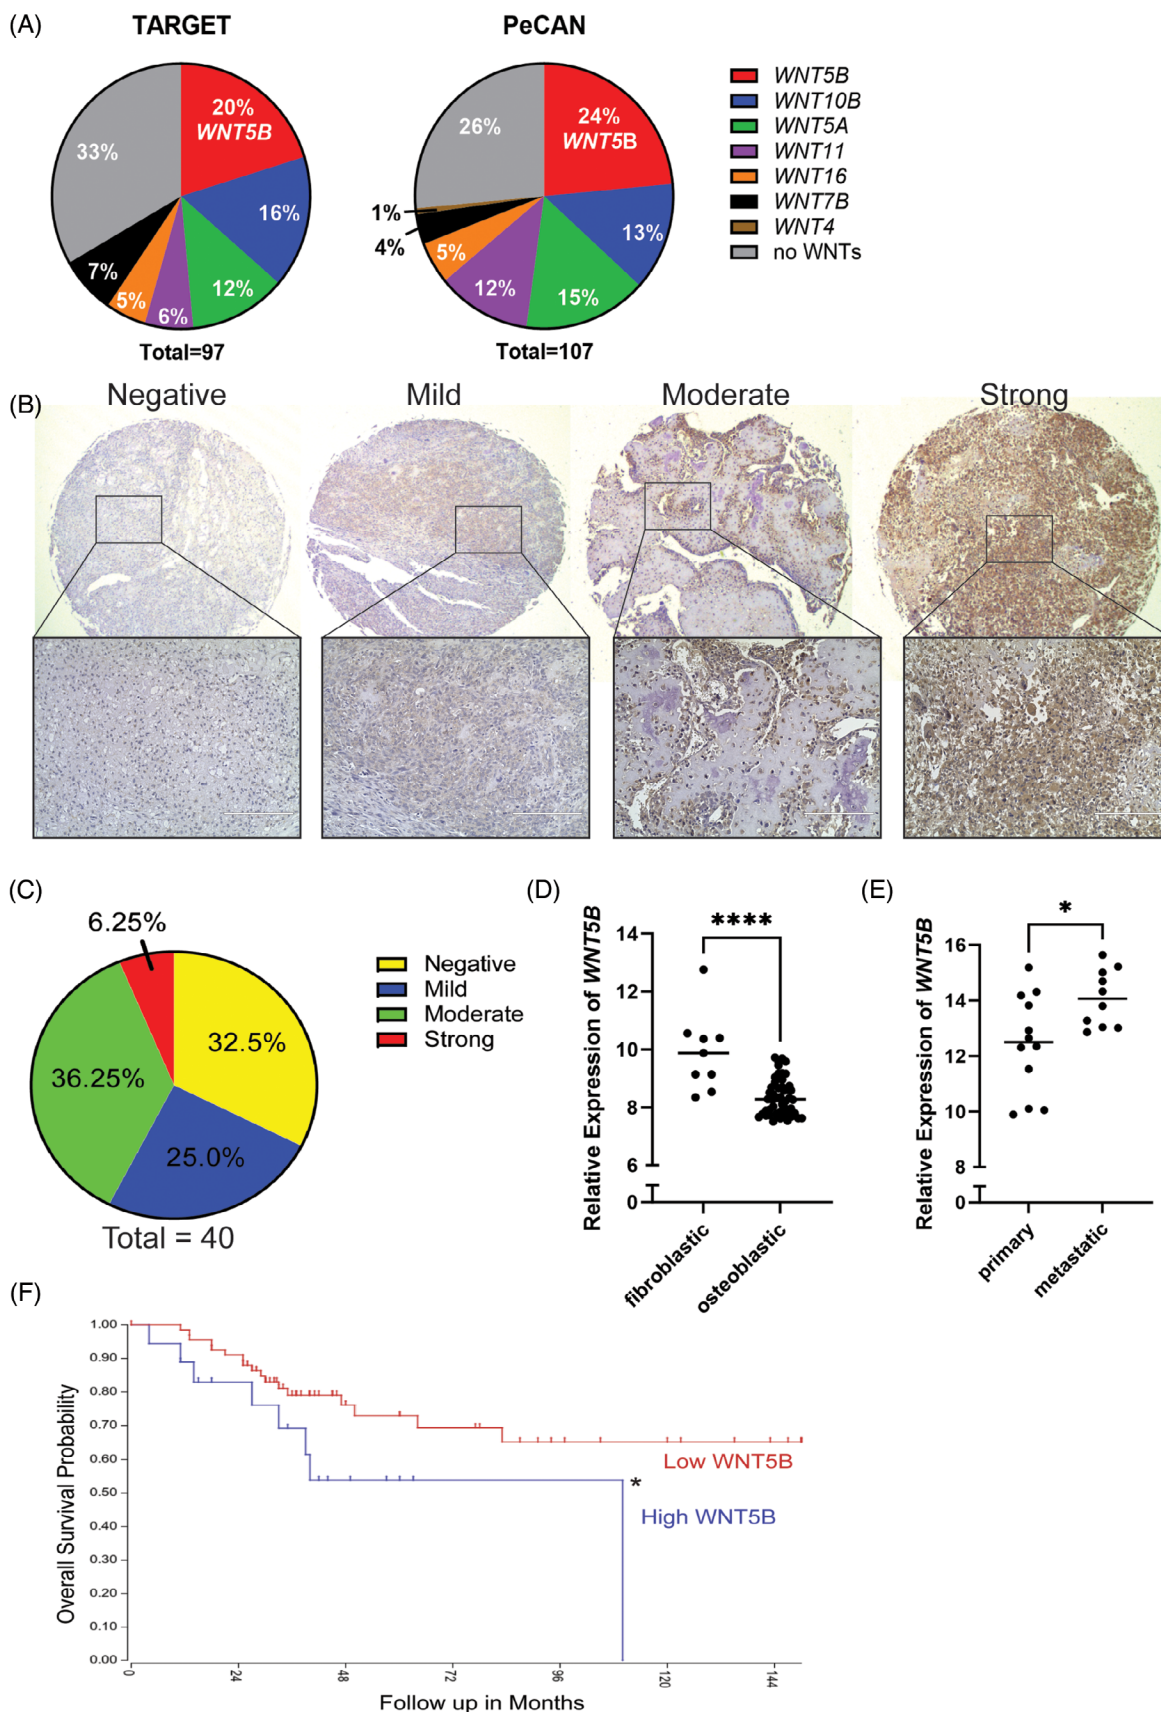 (A)
TARGET
PeCAN
20%
WNT5B
16%
12%
6%
5%
7%
33%
Total=97
24%
WNT5B
13%
15%
12%
5%
4%
1%
26%
Total=107
WNT5B
WNT10B
WNT5A
WNT11
WNT16
WNT7B
WNT4
no WNTs
(B)
Negative
Mild
Moderate
Strong
(C)
6.25%
32.5%
36.25%
25.0%
Total = 40
Negative
Mild
Moderate
Strong
(D)
****
Relative Expression of WNT5B
14
12
10
8
6
0
fibroblastic
osteoblastic
(E)
*
Relative Expression of WNT5B
16
14
12
10
8
0
primary
metastatic
(F)
Overall Survival Probability
1.00
0.90
0.80
0.70
0.60
0.50
0.40
0.30
0.20
0.10
0.00
Low WNT5B
*
High WNT5B
0
24
48
72
96
120
144
Follow up in Months